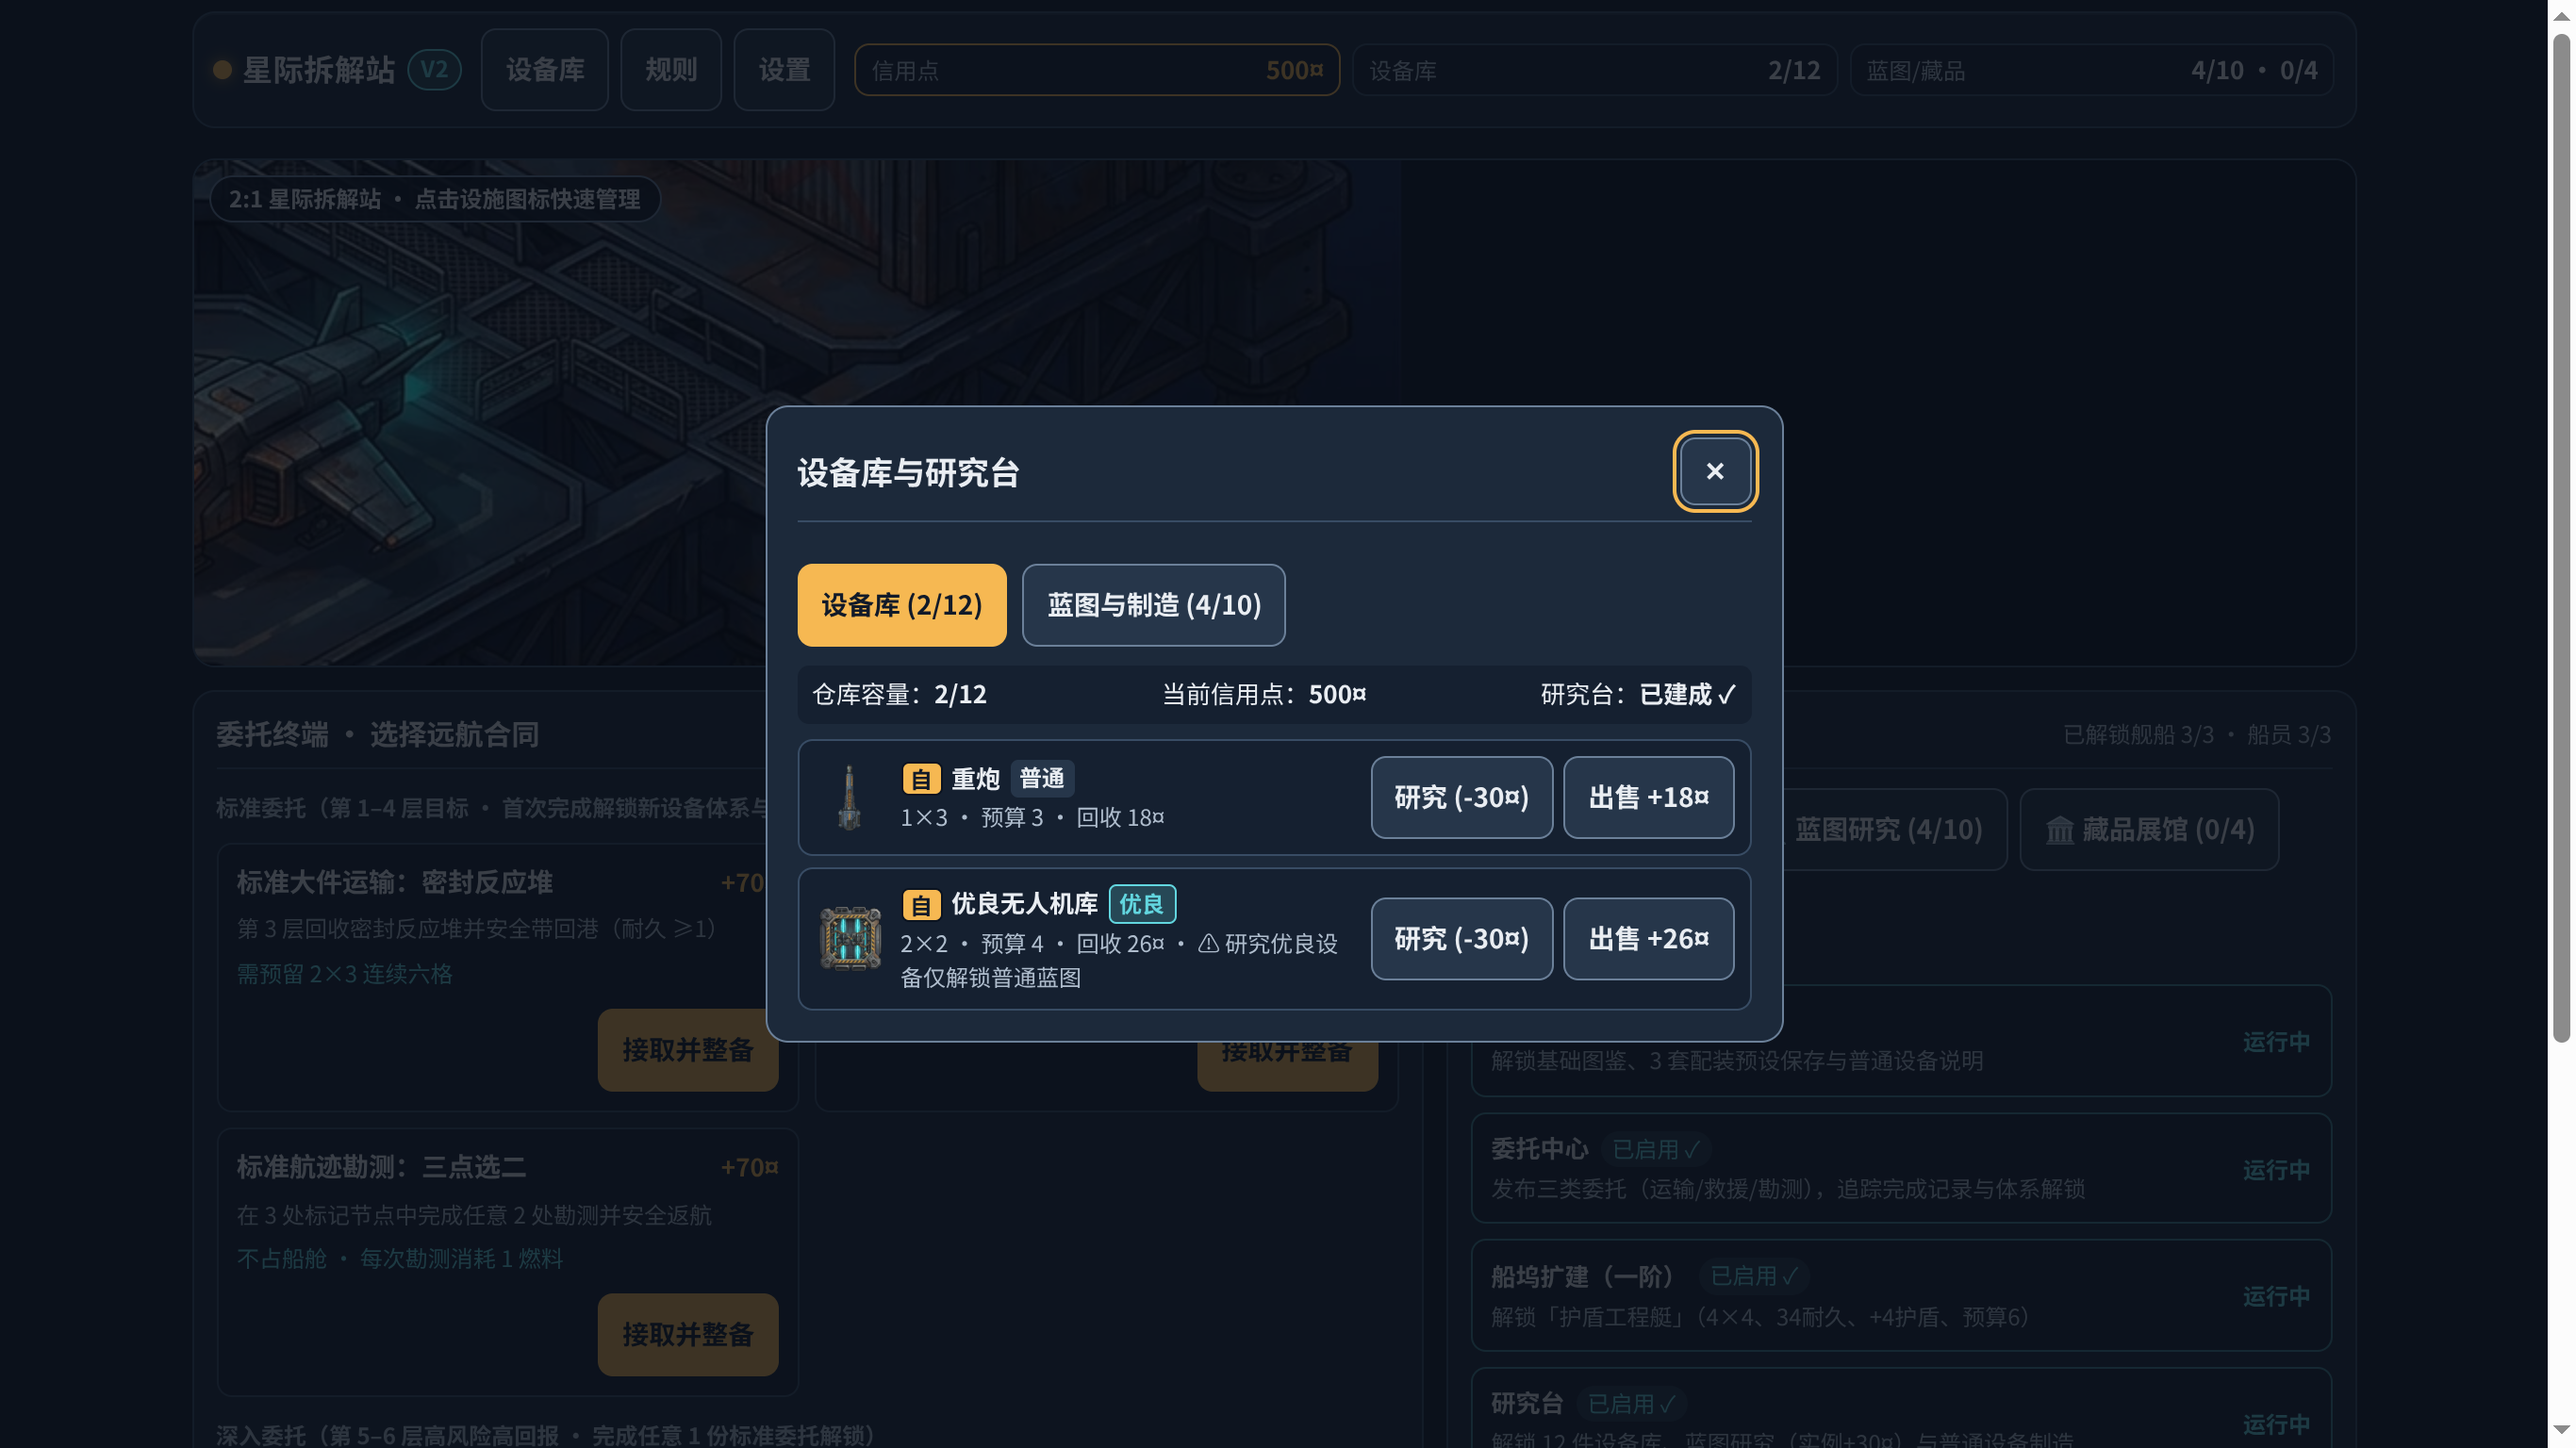 星际拆解站 V2 设备库 规则 设置 信用点 500¤ 设备库 2/12 蓝图/藏品 4/10 · 0/4
2:1 星际拆解站 · 点击设施图标快速管理
设备库与研究台 ×
设备库 (2/12) 蓝图与制造 (4/10)
仓库容量：2/12 当前信用点：500¤ 研究台：已建成 ✓
自 重炮 普通
1×3 · 预算 3 · 回收 18¤
研究 (-30¤) 出售 +18¤
自 优良无人机库 优良
2×2 · 预算 4 · 回收 26¤ · ⚠ 研究优良设
备仅解锁普通蓝图
研究 (-30¤) 出售 +26¤
委托终端 · 选择远航合同
标准委托（第 1–4 层目标 · 首次完成解锁新设备体系与
标准大件运输：密封反应堆 +70
第 3 层回收密封反应堆并安全带回港（耐久 ≥1）
需预留 2×3 连续六格
接取并整备
接取并整备
标准航迹勘测：三点选二 +70¤
在 3 处标记节点中完成任意 2 处勘测并安全返航
不占船舱 · 每次勘测消耗 1 燃料
接取并整备
深入委托（第 5–6 层高风险高回报 · 完成任意 1 份标准委托解锁）
已解锁舰船 3/3 · 船员 3/3
蓝图研究 (4/10) 🏛 藏品展馆 (0/4)
解锁基础图鉴、3 套配装预设保存与普通设备说明
运行中
委托中心 已启用 ✓
发布三类委托（运输/救援/勘测），追踪完成记录与体系解锁
运行中
船坞扩建（一阶） 已启用 ✓
解锁「护盾工程艇」（4×4、34耐久、+4护盾、预算6）
运行中
研究台 已启用 ✓
解锁 12 件设备库、蓝图研究（实例+30¤）与普通设备制造
运行中